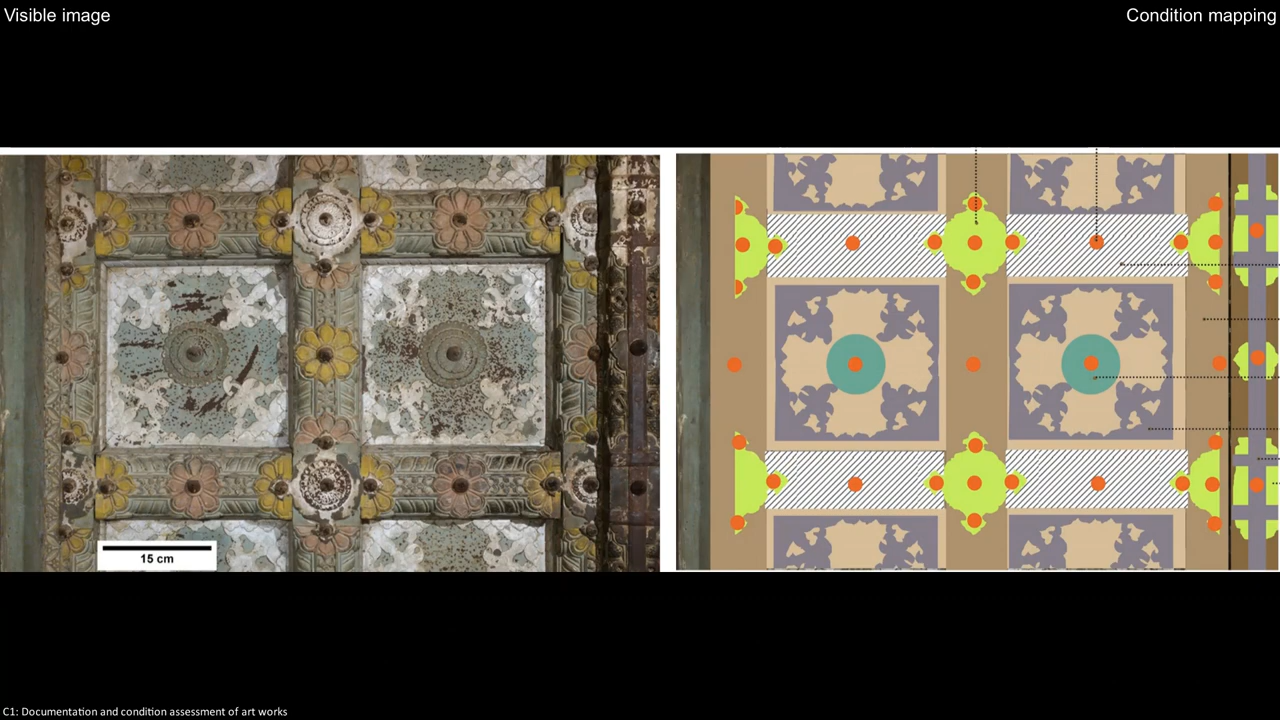 Visible image
Condition mapping
15 cm
C1: Documentation and condition assessment of art works